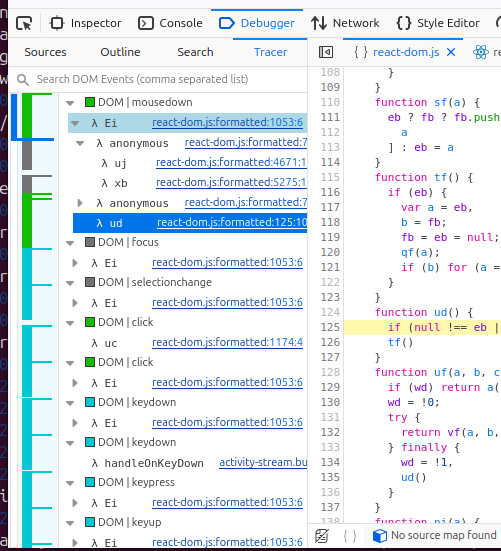 Inspector Console Debugger Network Style Editor
Sources Outline Search Tracer
{ } react-dom.js
Search DOM Events (comma separated list)
DOM | mousedown
λ Ei react-dom.js:formatted:1053:6
λ anonymous react-dom.js:formatted:7
λ uj react-dom.js:formatted:4671:1
λ xb react-dom.js:formatted:5275:1
λ anonymous react-dom.js:formatted:7
λ ud react-dom.js:formatted:125:10
DOM | focus
λ Ei react-dom.js:formatted:1053:6
DOM | selectionchange
λ Ei react-dom.js:formatted:1053:6
DOM | click
λ uc react-dom.js:formatted:1174:4
DOM | click
λ Ei react-dom.js:formatted:1053:6
DOM | keydown
λ Ei react-dom.js:formatted:1053:6
DOM | keydown
λ handleOnKeyDown activity-stream.bu
DOM | keypress
λ Ei react-dom.js:formatted:1053:6
DOM | keyup
λ Ei react-dom.js:formatted:1053:6
108 }
109 }
110 function sf(a) {
111 eb ? fb ? fb.push
112 a
113 ] : eb = a
114 }
115 function tf() {
116 if (eb) {
117 var a = eb,
118 b = fb;
119 fb = eb = null;
120 qf(a);
121 if (b) for (a =
122 }
123 }
124 function ud() {
125 if (null !== eb |
126 tf()
127 }
128 function uf(a, b, c
129 if (wd) return a(
130 wd = !0;
131 try {
132 return vf(a, b,
133 } finally {
134 wd = !1,
135 ud()
136 }
137 }
138 function ni(a) {
{ } No source map found